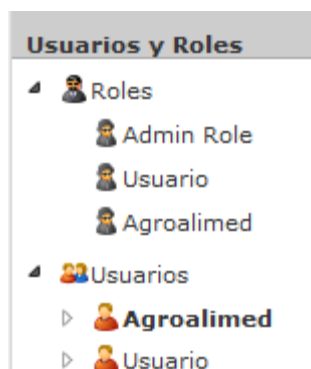 Usuarios y Roles
Roles
Admin Role
Usuario
Agroalimed
Usuarios
Agroalimed
Usuario